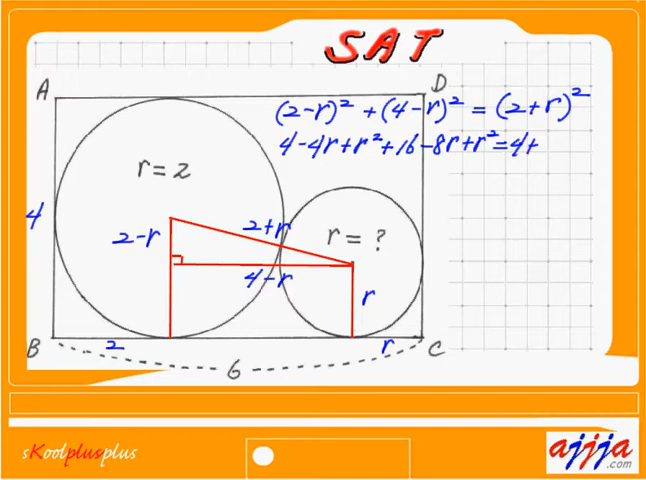 SAT
A
D
(2-r)² + (4-r)² = (2+r)²
4-4r+r²+16-8r+r²=4+
r=2
4
2+r
2-r
r=?
4-r
r
B
2
r
C
6
sKoolplusplus
ajjja
.com